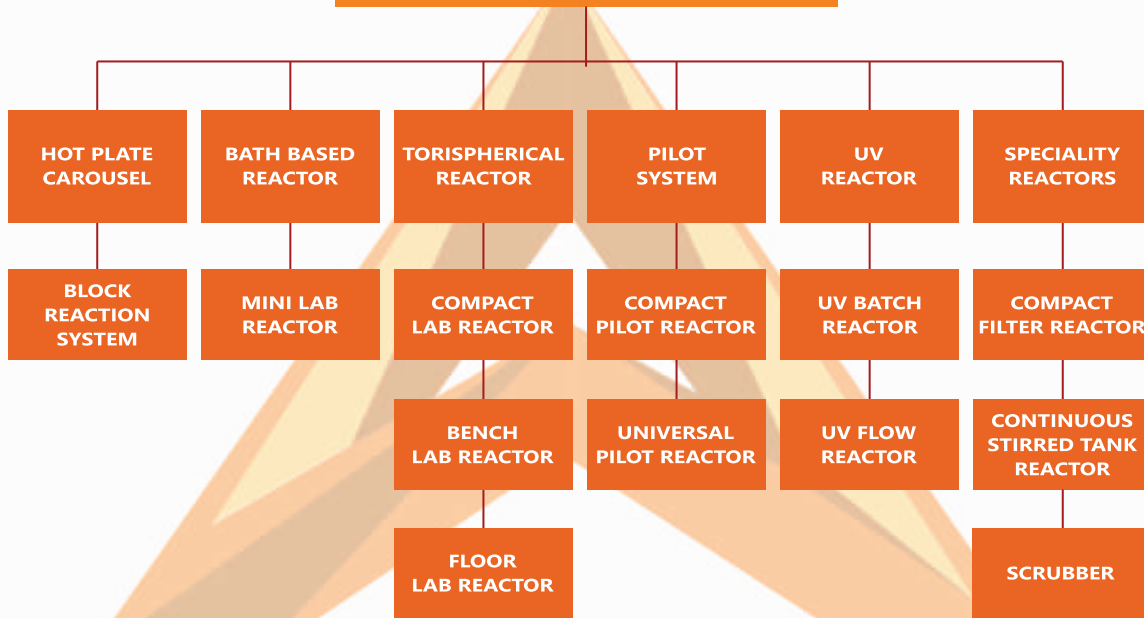 HOT PLATE
CAROUSEL
BATH BASED
REACTOR
TORISPHERICAL
REACTOR
PILOT
SYSTEM
UV
REACTOR
SPECIALITY
REACTORS
BLOCK
REACTION
SYSTEM
MINI LAB
REACTOR
COMPACT
LAB REACTOR
COMPACT
PILOT REACTOR
UV BATCH
REACTOR
COMPACT
FILTER REACTOR
BENCH
LAB REACTOR
UNIVERSAL
PILOT REACTOR
UV FLOW
REACTOR
CONTINUOUS
STIRRED TANK
REACTOR
FLOOR
LAB REACTOR
SCRUBBER